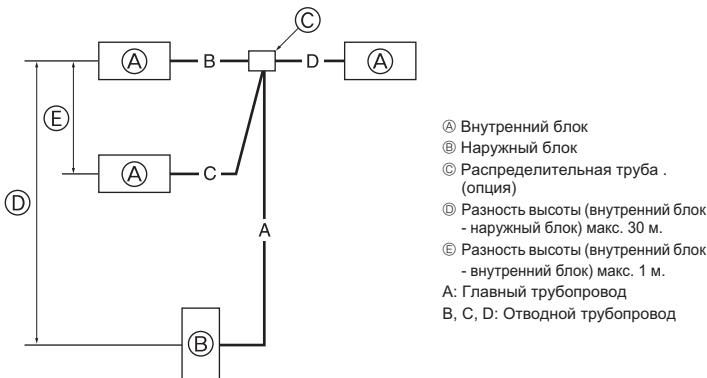 Ⓒ
Ⓐ B D Ⓐ
Ⓔ
Ⓐ C
Ⓓ
A
Ⓑ
Ⓐ Внутренний блок
Ⓑ Наружный блок
Ⓒ Распределительная труба .
(опция)
Ⓓ Разность высоты (внутренний блок
- наружный блок) макс. 30 м.
Ⓔ Разность высоты (внутренний блок
- внутренний блок) макс. 1 м.
A: Главный трубопровод
B, C, D: Отводной трубопровод